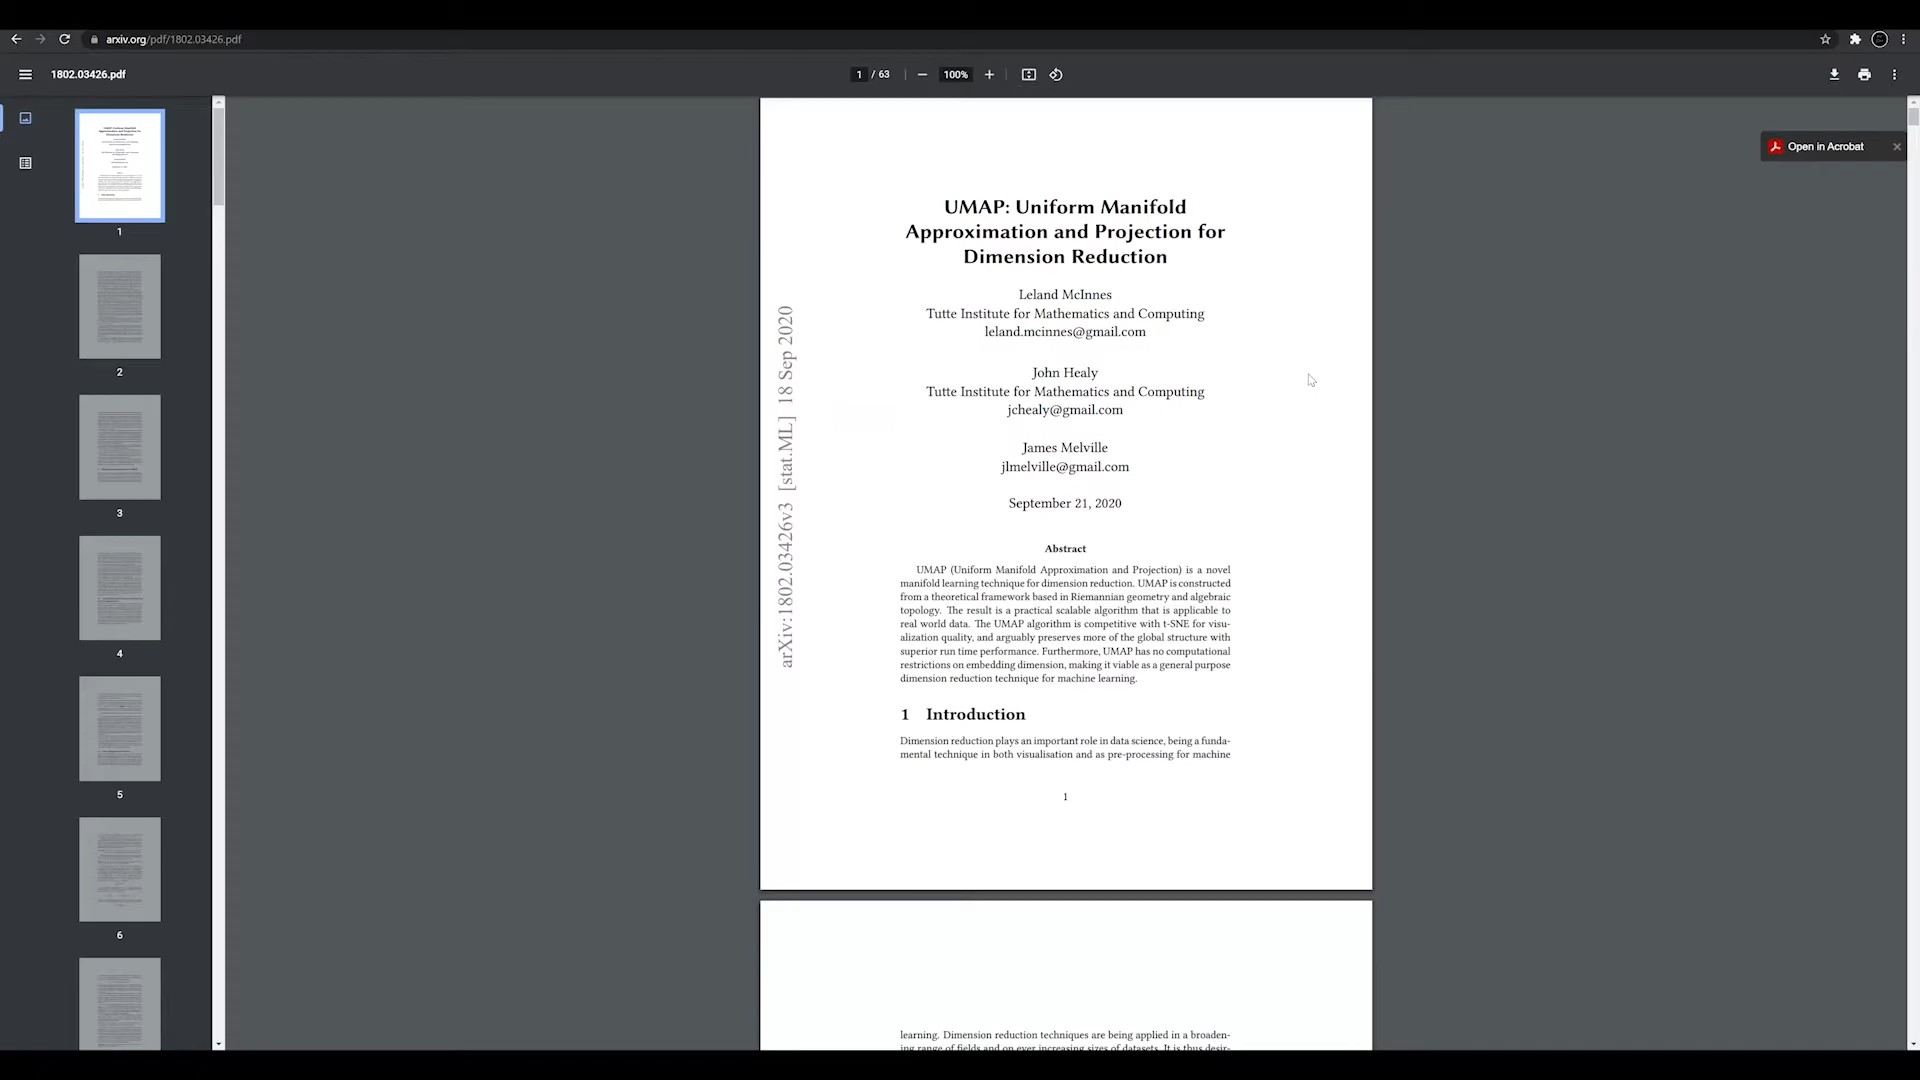 arxiv.org/pdf/1802.03426.pdf
1802.03426.pdf
1 / 63
100%
Open in Acrobat
1
2
3
4
5
6
arXiv:1802.03426v3 [stat.ML] 18 Sep 2020
UMAP: Uniform Manifold
Approximation and Projection for
Dimension Reduction
Leland McInnes
Tutte Institute for Mathematics and Computing
leland.mcinnes@gmail.com
John Healy
Tutte Institute for Mathematics and Computing
jchealy@gmail.com
James Melville
jlmelville@gmail.com
September 21, 2020
Abstract
UMAP (Uniform Manifold Approximation and Projection) is a novel
manifold learning technique for dimension reduction. UMAP is constructed
from a theoretical framework based in Riemannian geometry and algebraic
topology. The result is a practical scalable algorithm that is applicable to
real world data. The UMAP algorithm is competitive with t-SNE for visu-
alization quality, and arguably preserves more of the global structure with
superior run time performance. Furthermore, UMAP has no computational
restrictions on embedding dimension, making it viable as a general purpose
dimension reduction technique for machine learning.
1 Introduction
Dimension reduction plays an important role in data science, being a funda-
mental technique in both visualisation and as pre-processing for machine
1
learning. Dimension reduction techniques are being applied in a broaden-
ing range of fields and on ever increasing sizes of datasets. It is thus desir-